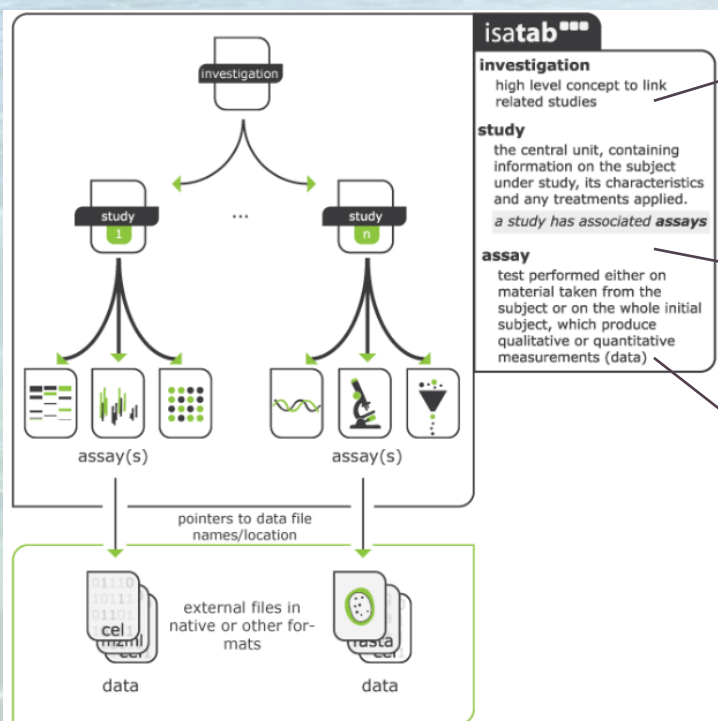 investigation
study
1
...
study
n
assay(s)
assay(s)
pointers to data file
names/location
external files in
native or other for-
mats
01110
cel
mzml
fasta
data
data
isatab
investigation
high level concept to link
related studies
study
the central unit, containing
information on the subject
under study, its characteristics
and any treatments applied.
a study has associated assays
assay
test performed either on
material taken from the
subject or on the whole initial
subject, which produce
qualitative or quantitative
measurements (data)